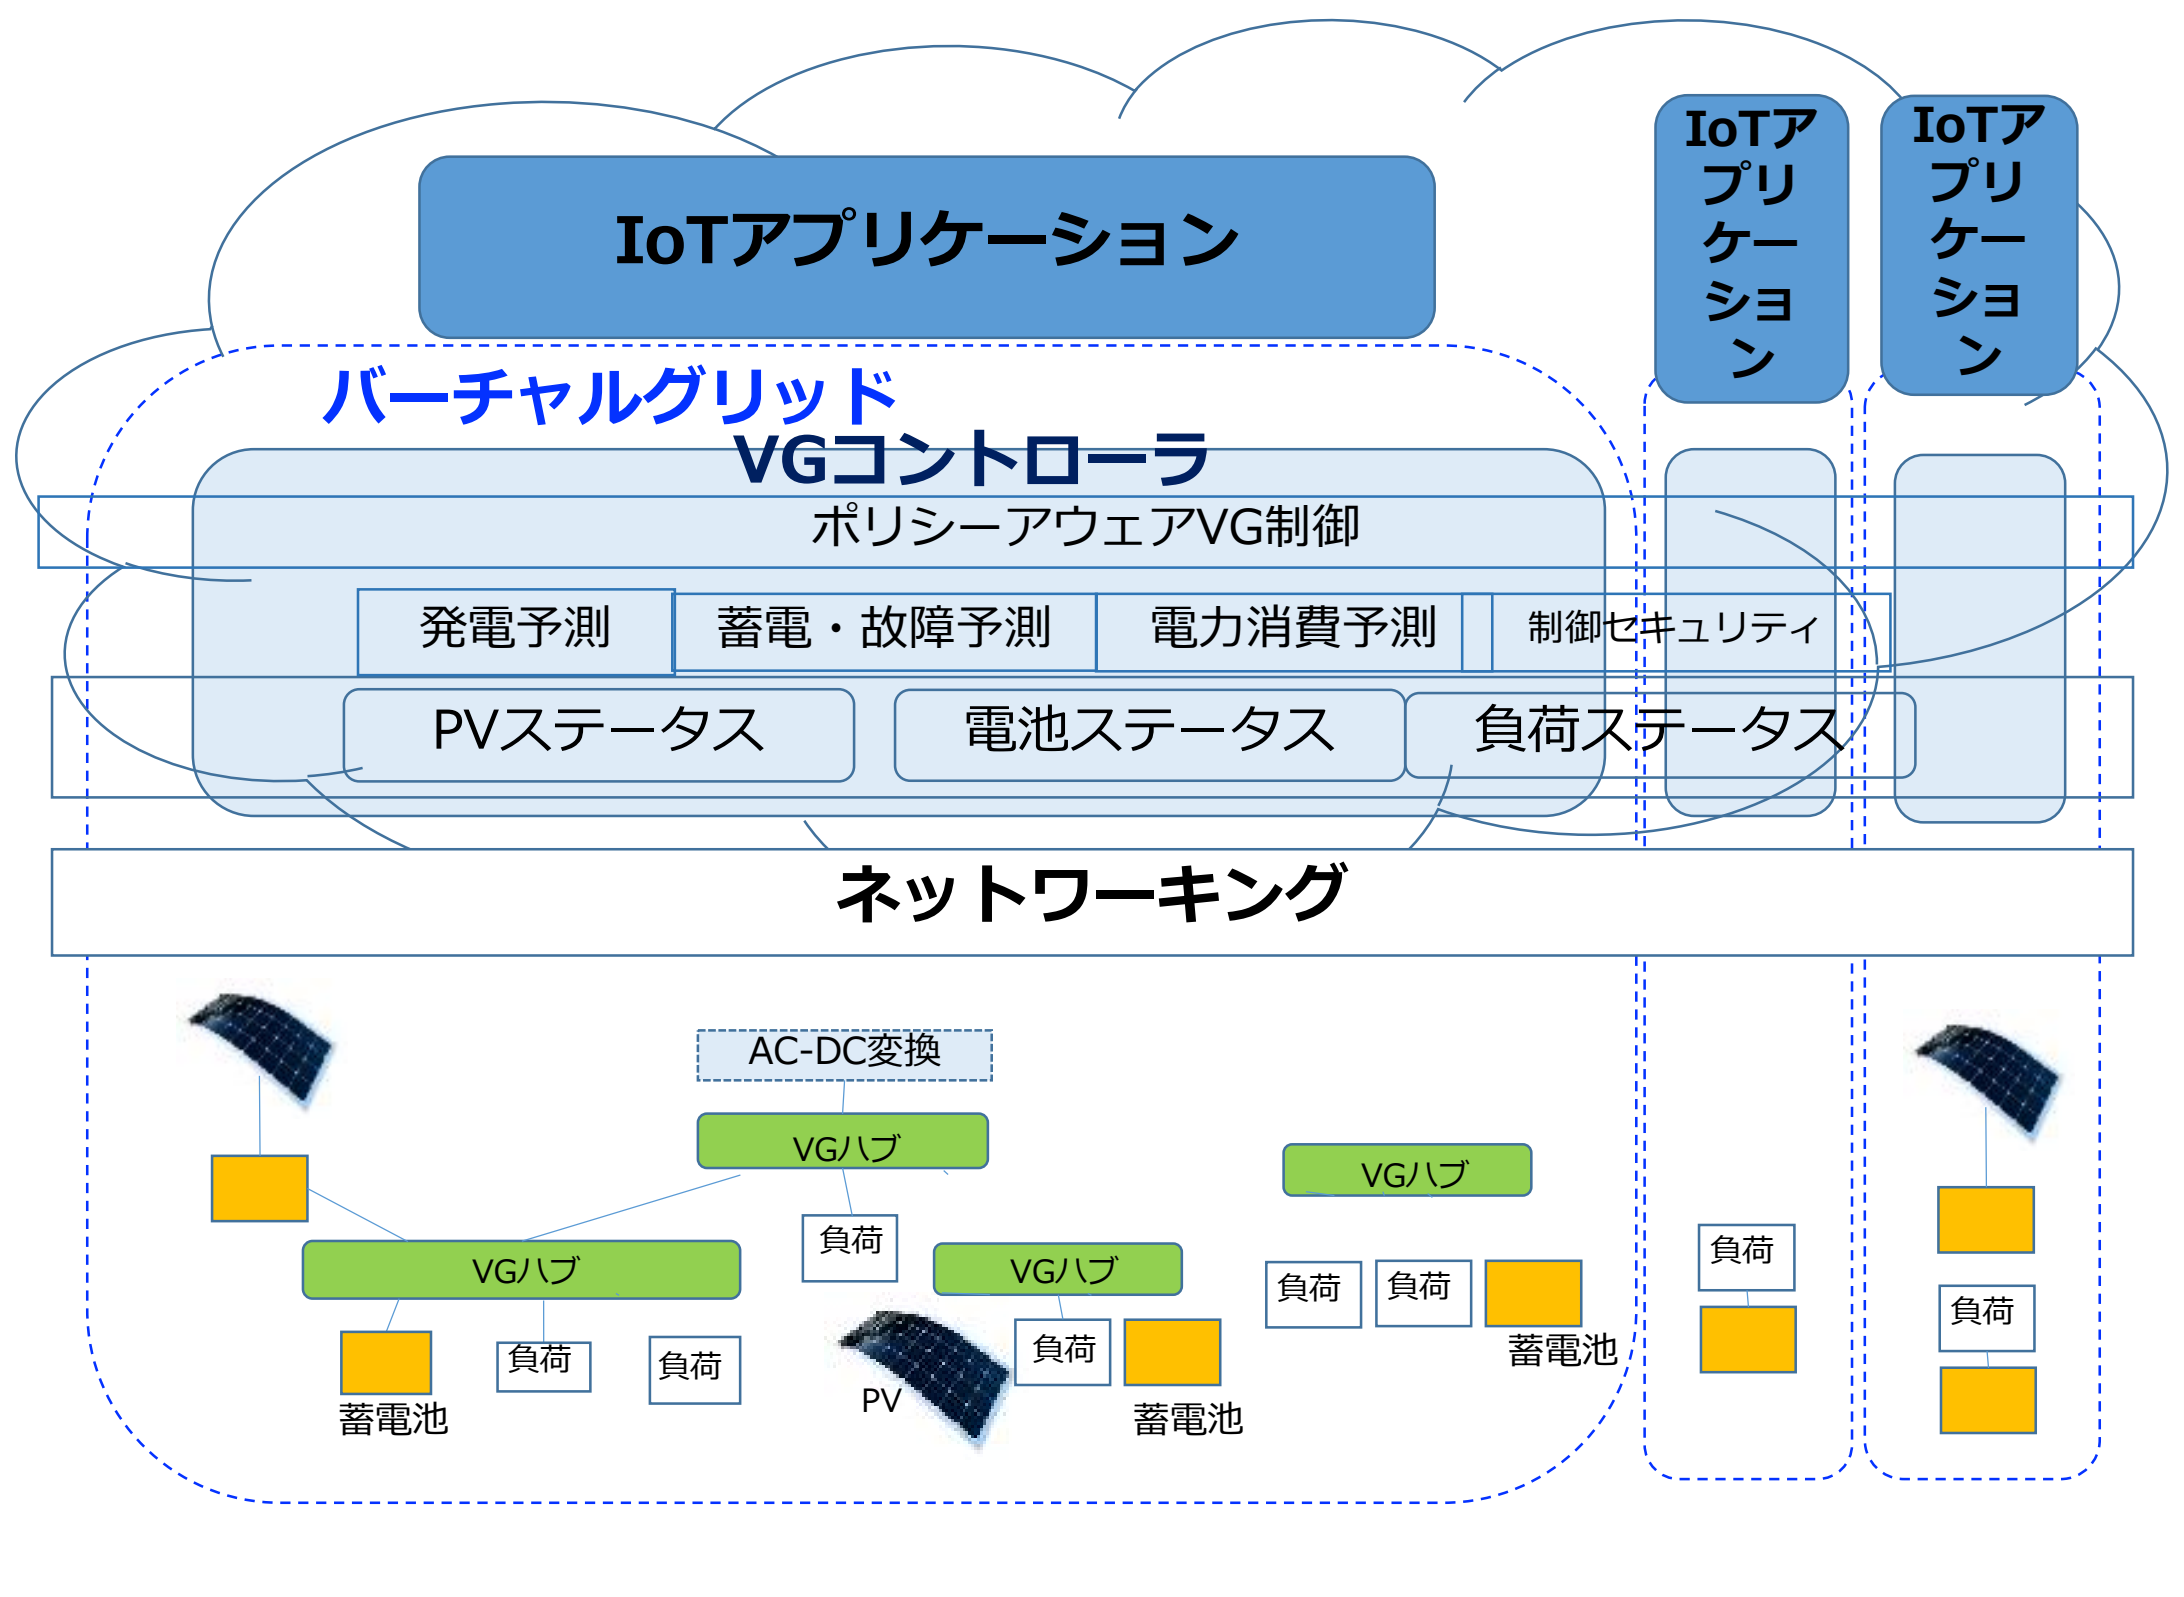 IoTアプリケーション
IoTア
プリ
ケー
ショ
ン
IoTア
プリ
ケー
ショ
ン
バーチャルグリッド
VGコントローラ
ポリシーアウェアVG制御
発電予測
蓄電・故障予測
電力消費予測
制御セキュリティ
PVステータス
電池ステータス
負荷ステータス
ネットワーキング
AC-DC変換
VGハブ
VGハブ
負荷
VGハブ
VGハブ
負荷
負荷
負荷
負荷
負荷
負荷
負荷
蓄電池
PV
蓄電池
蓄電池